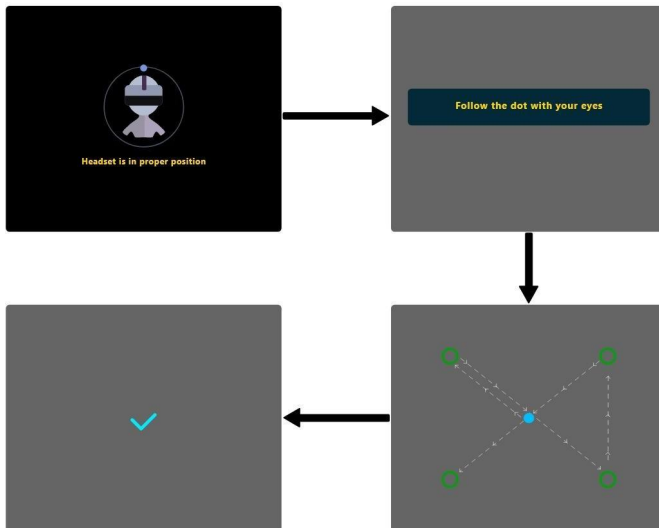 Headset is in proper position
Follow the dot with your eyes